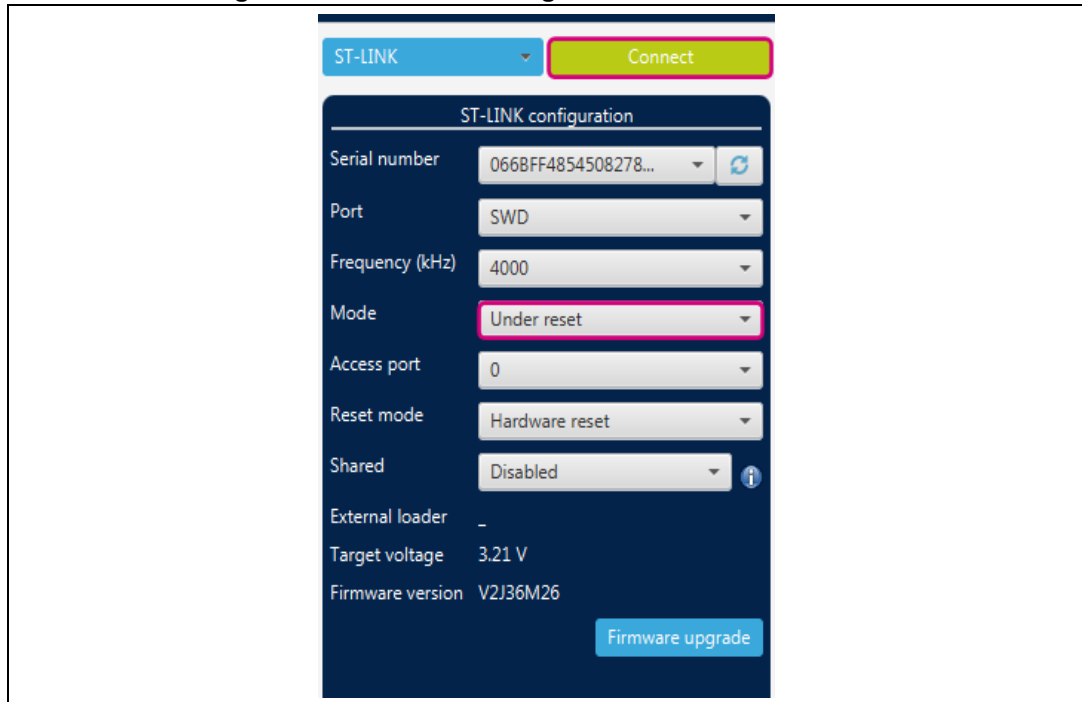 ST-LINK Connect
ST-LINK configuration
Serial number 066BFF4854508278...
Port SWD
Frequency (kHz) 4000
Mode Under reset
Access port 0
Reset mode Hardware reset
Shared Disabled
External loader _
Target voltage 3.21 V
Firmware version V2J36M26
Firmware upgrade